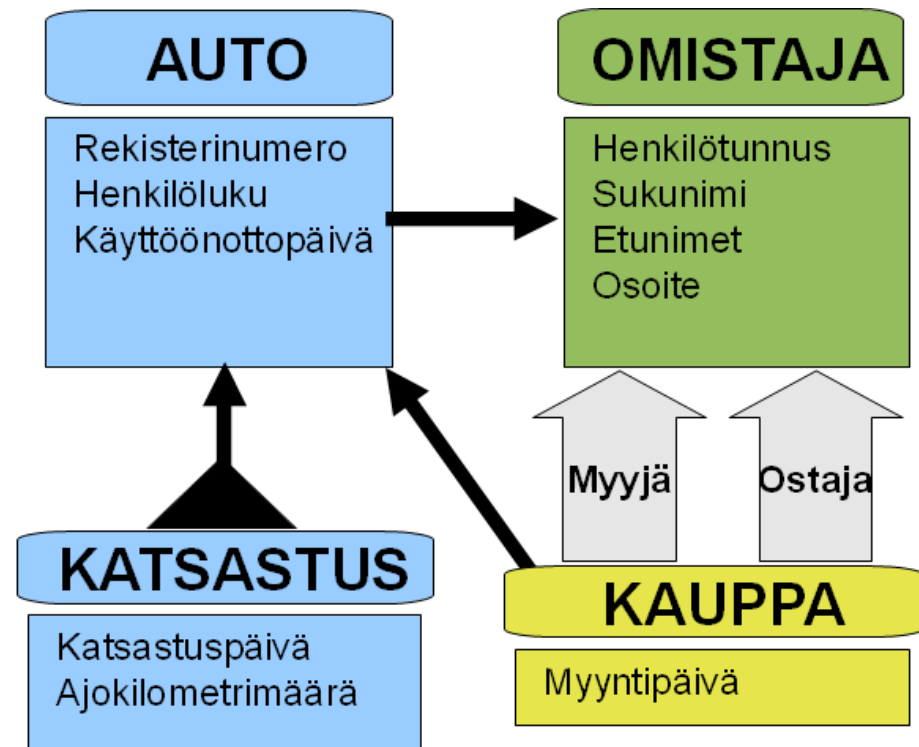 AUTO
Rekisterinumero
Henkilöluku
Käyttöönottopäivä
OMISTAJA
Henkilötunnus
Sukunimi
Etunimet
Osoite
Myyjä
Ostaja
KATSASTUS
Katsastuspäivä
Ajokilometrimäärä
KAUPPA
Myyntipäivä